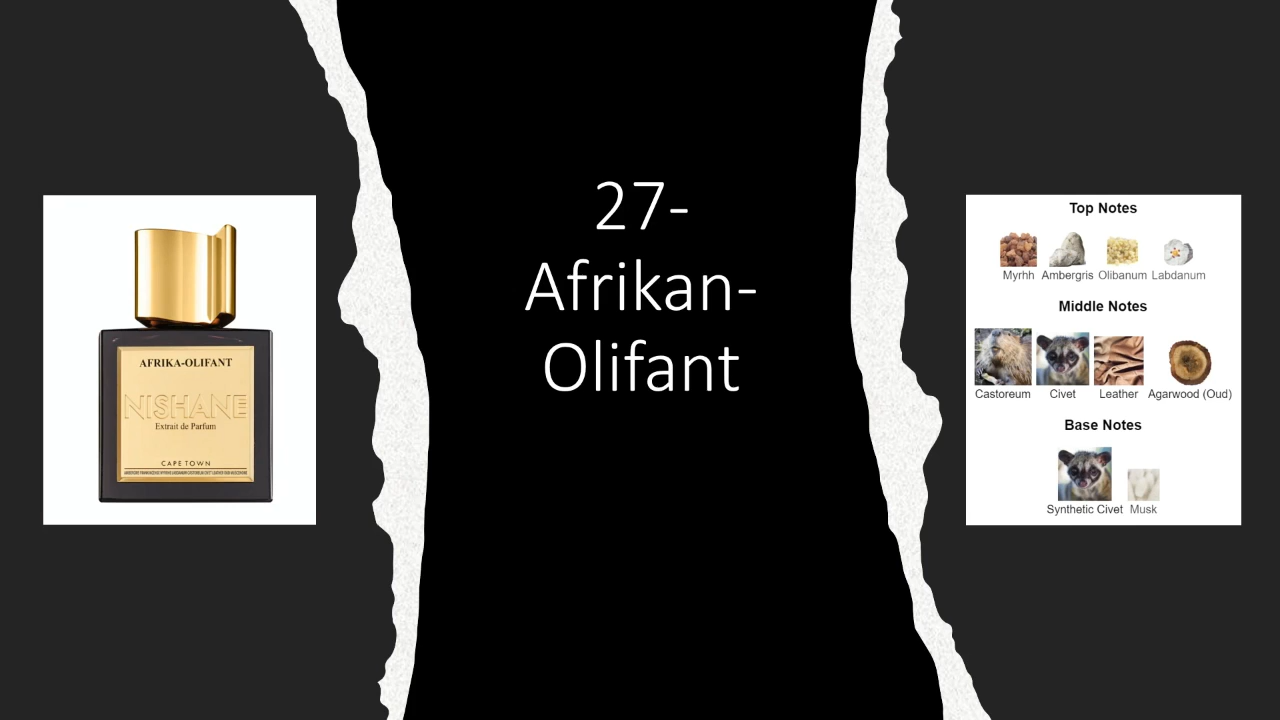 27-
Afrikan-
Olifant
AFRIKA-OLIFANT
NISHANE
Extrait de Parfum
CAPE TOWN
Top Notes
Myrhh Ambergris Olibanum Labdanum
Middle Notes
Castoreum Civet Leather Agarwood (Oud)
Base Notes
Synthetic Civet Musk